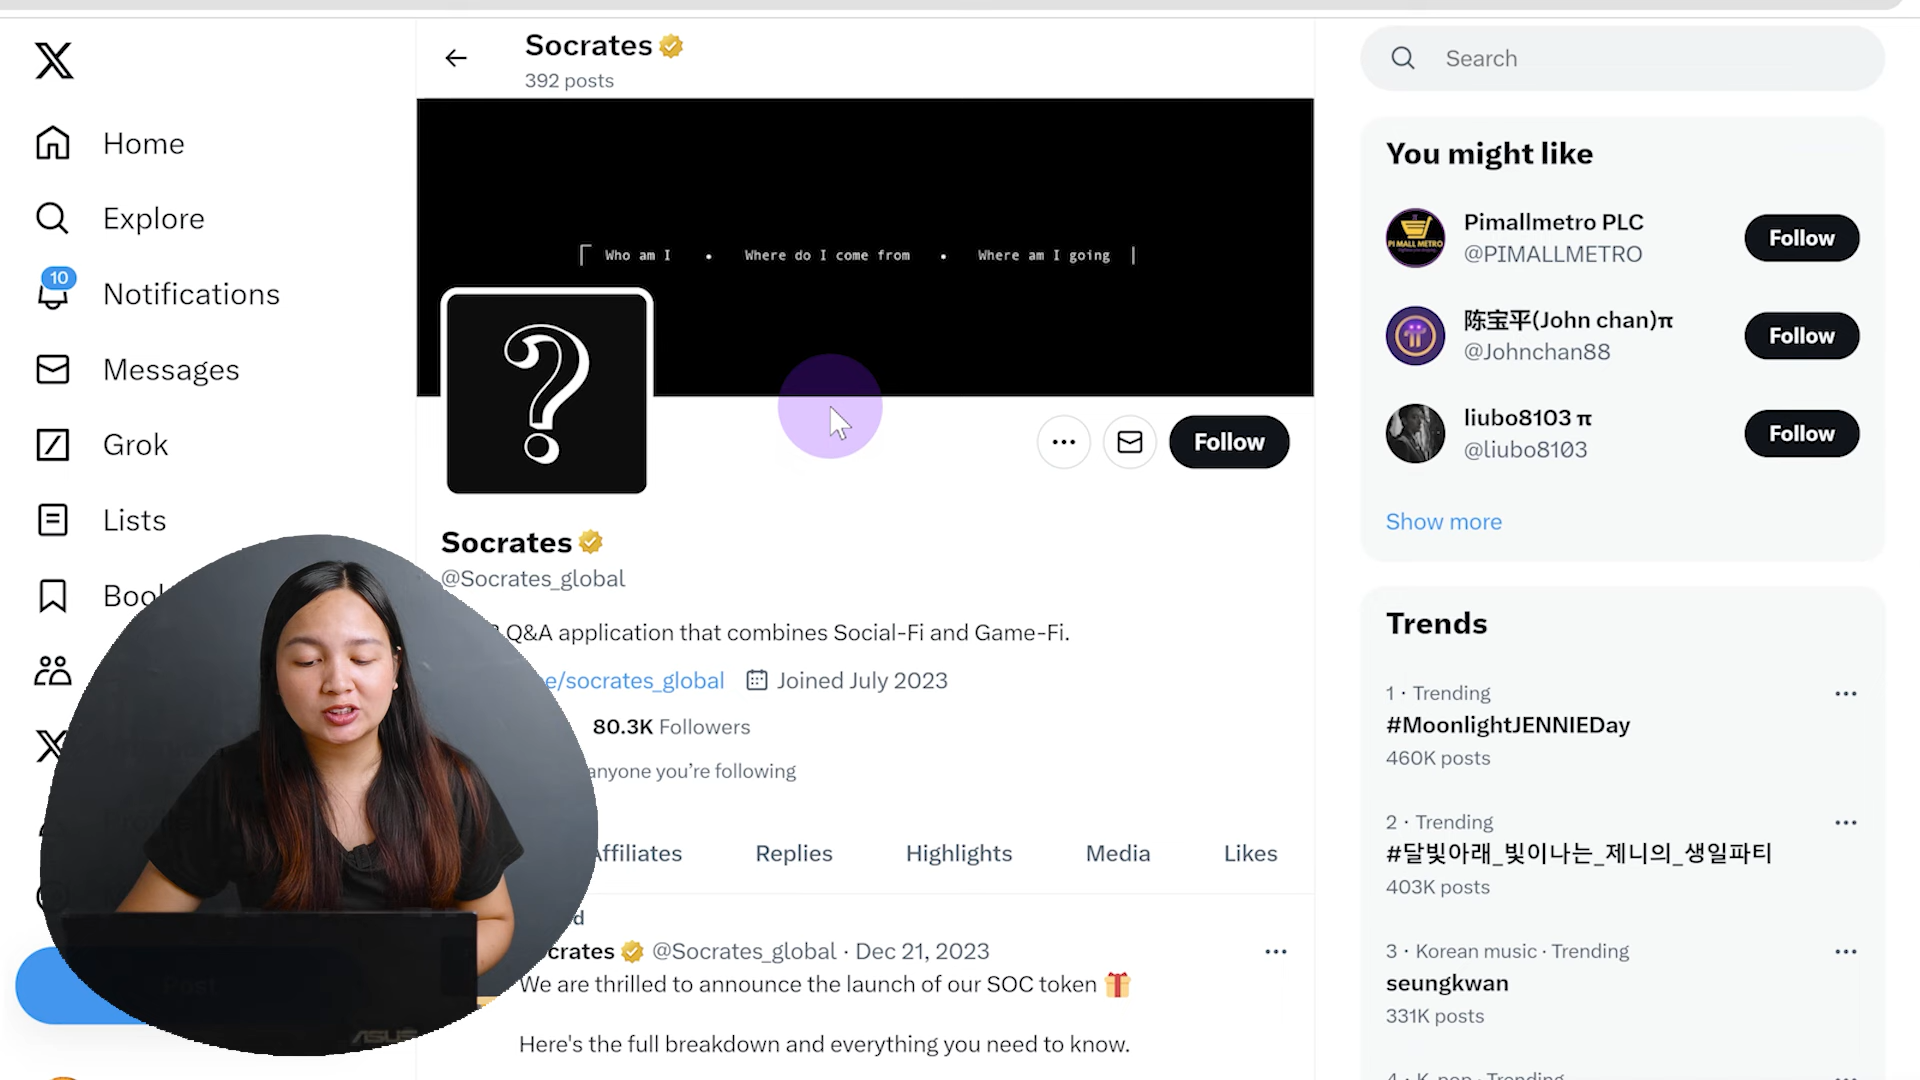 Socrates
392 posts
Search
Home
Explore
10
Notifications
Messages
Grok
Lists
Who am I • Where do I come from • Where am I going
Follow
Socrates
@Socrates_global
Q&A application that combines Social-Fi and Game-Fi.
e/socrates_global
Joined July 2023
80.3K Followers
anyone you're following
Affiliates
Replies
Highlights
Media
Likes
@Socrates_global · Dec 21, 2023
We are thrilled to announce the launch of our SOC token
Here's the full breakdown and everything you need to know.
ASUS
You might like
PI MALL METRO
Pimallmetro PLC
@PIMALLMETRO
Follow
陈宝平(John chan)π
@Johnchan88
Follow
liubo8103 π
@liubo8103
Follow
Show more
Trends
1 · Trending
#MoonlightJENNIEDay
460K posts
2 · Trending
#달빛아래_빛이나는_제니의_생일파티
403K posts
3 · Korean music · Trending
seungkwan
331K posts